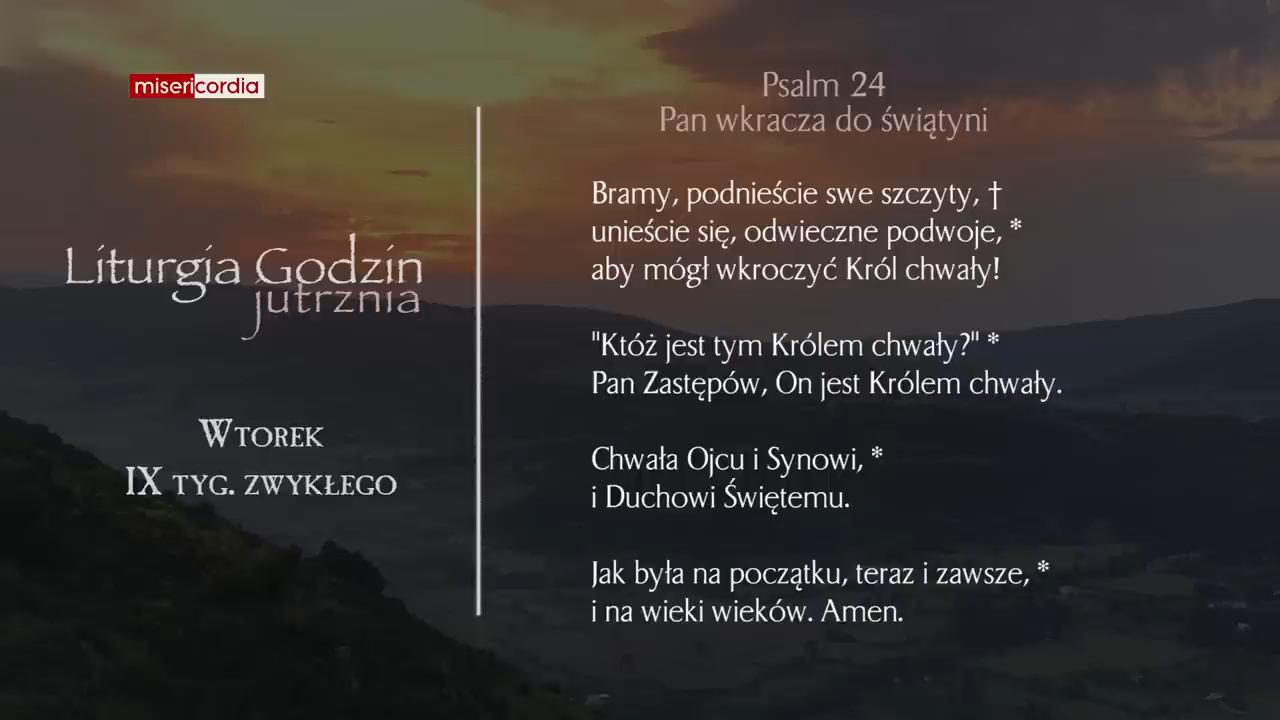 misericordia
Liturgia Godzin
jutrznia
Wtorek
IX tyg. zwykłego
Psalm 24
Pan wkracza do świątyni
Bramy, podnieście swe szczyty, †
unieście się, odwieczne podwoje, *
aby mógł wkroczyć Król chwały!
"Któż jest tym Królem chwały?" *
Pan Zastępów, On jest Królem chwały.
Chwała Ojcu i Synowi, *
i Duchowi Świętemu.
Jak była na początku, teraz i zawsze, *
i na wieki wieków. Amen.